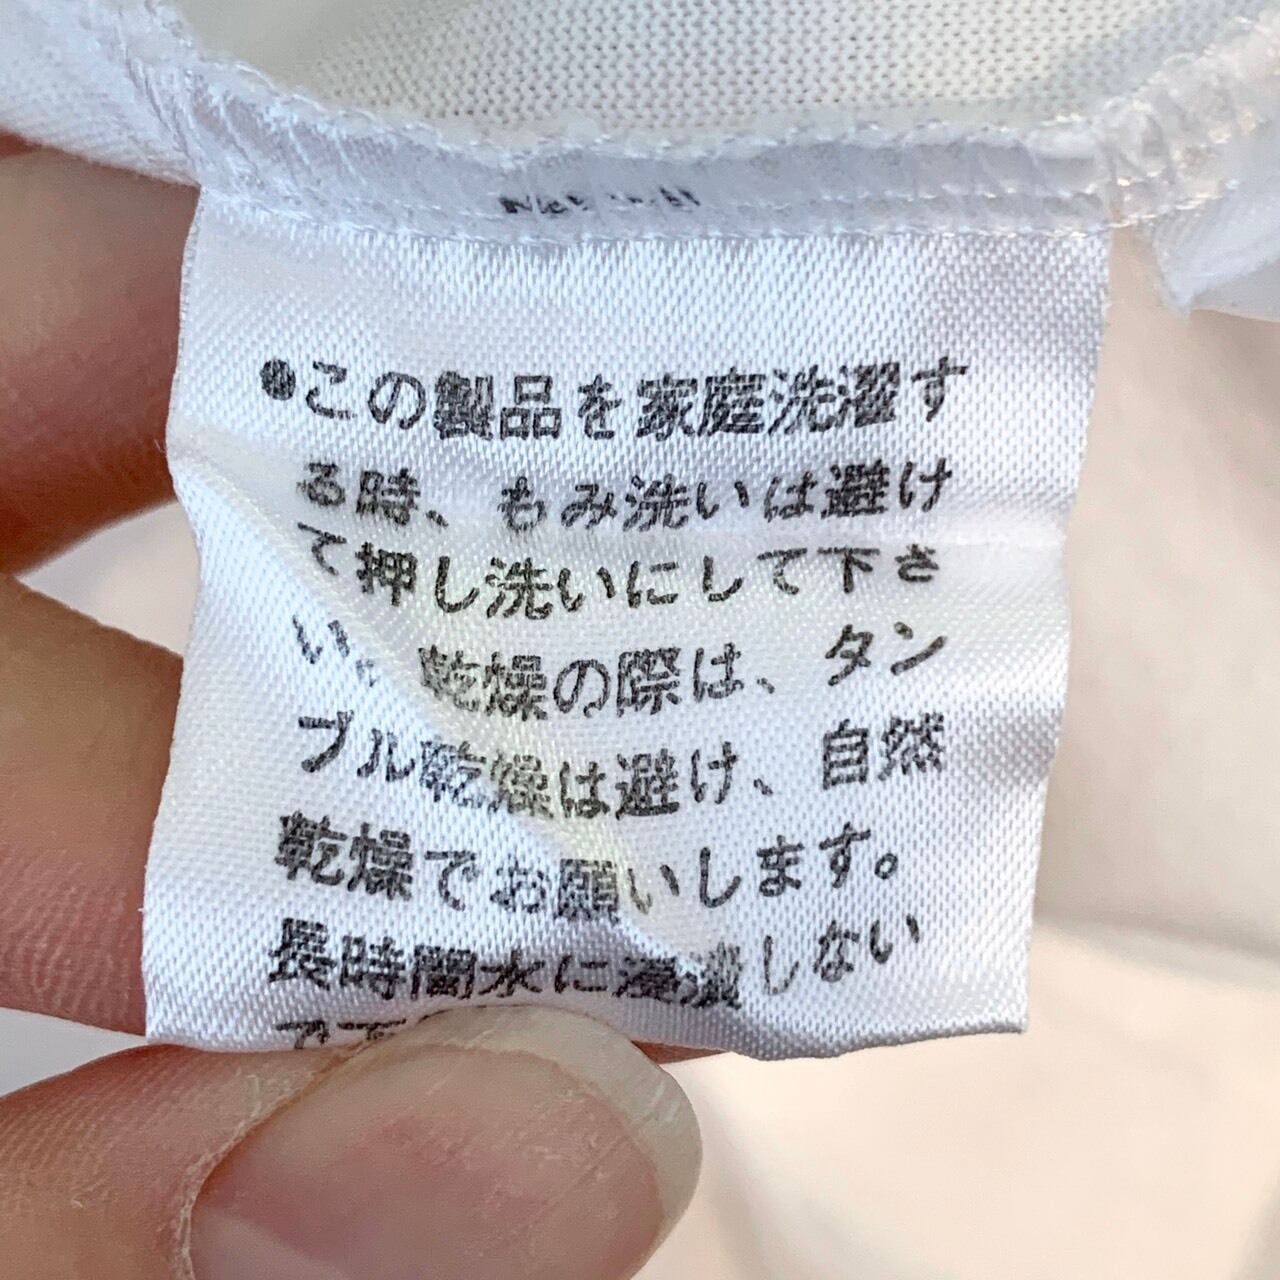 ●この製品を家庭洗濯す
る時、もみ洗いは避け
て押し洗いにして下さ
い。乾燥の際は、タン
ブル乾燥は避け、自然
乾燥でお願いします。
長時間水に浸漬しない
で下